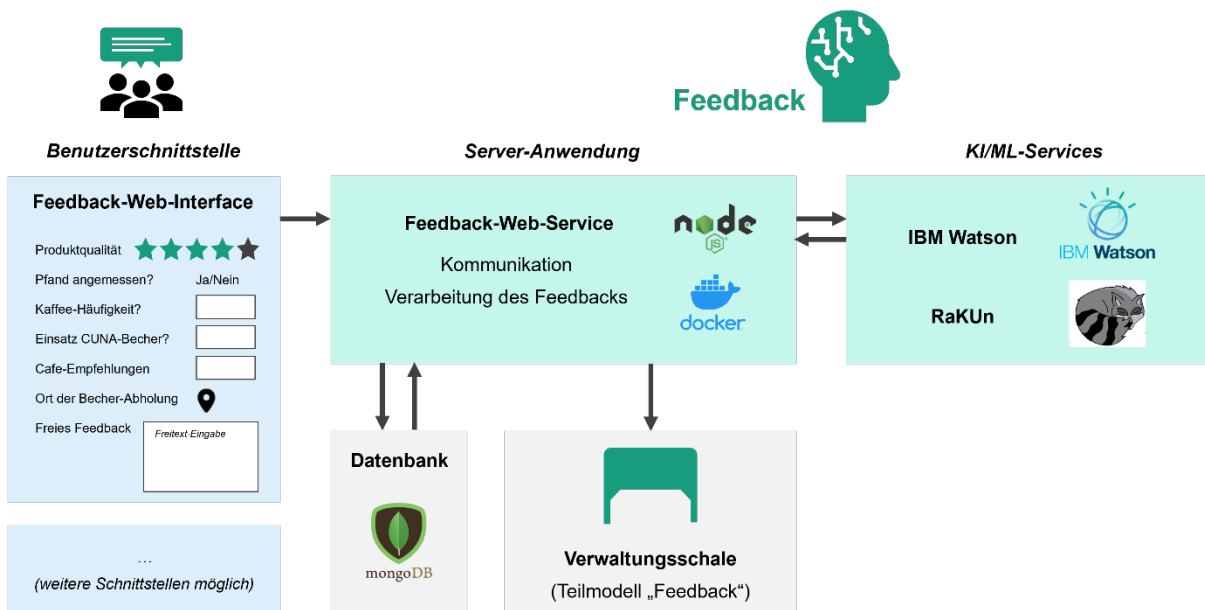 Feedback
Benutzerschnittstelle
Server-Anwendung
KI/ML-Services
Feedback-Web-Interface
Produktqualität
Pfand angemessen? Ja/Nein
Kaffee-Häufigkeit?
Einsatz CUNA-Becher?
Cafe-Empfehlungen
Ort der Becher-Abholung
Freies Feedback
Freitext-Eingabe
...
(weitere Schnittstellen möglich)
Feedback-Web-Service
Kommunikation
Verarbeitung des Feedbacks
node
JS
docker
IBM Watson
IBM Watson
RaKUn
Datenbank
mongoDB
Verwaltungsschale
(Teilmodell „Feedback“)